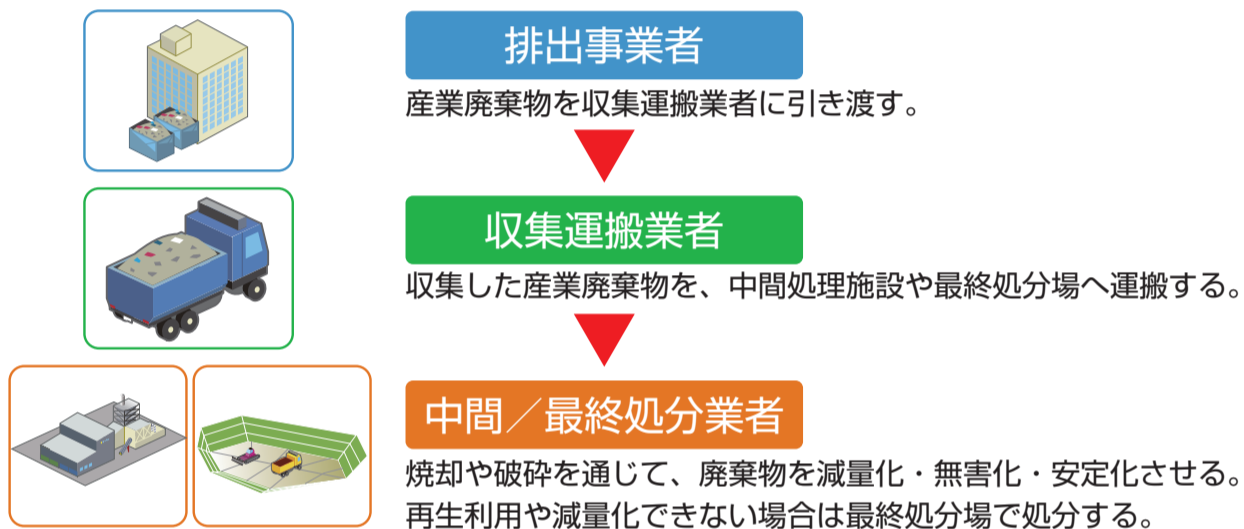 排出事業者
産業廃棄物を収集運搬業者に引き渡す。
収集運搬業者
収集した産業廃棄物を、中間処理施設や最終処分場へ運搬する。
中間／最終処分業者
焼却や破砕を通じて、廃棄物を減量化・無害化・安定化させる。
再生利用や減量化できない場合は最終処分場で処分する。